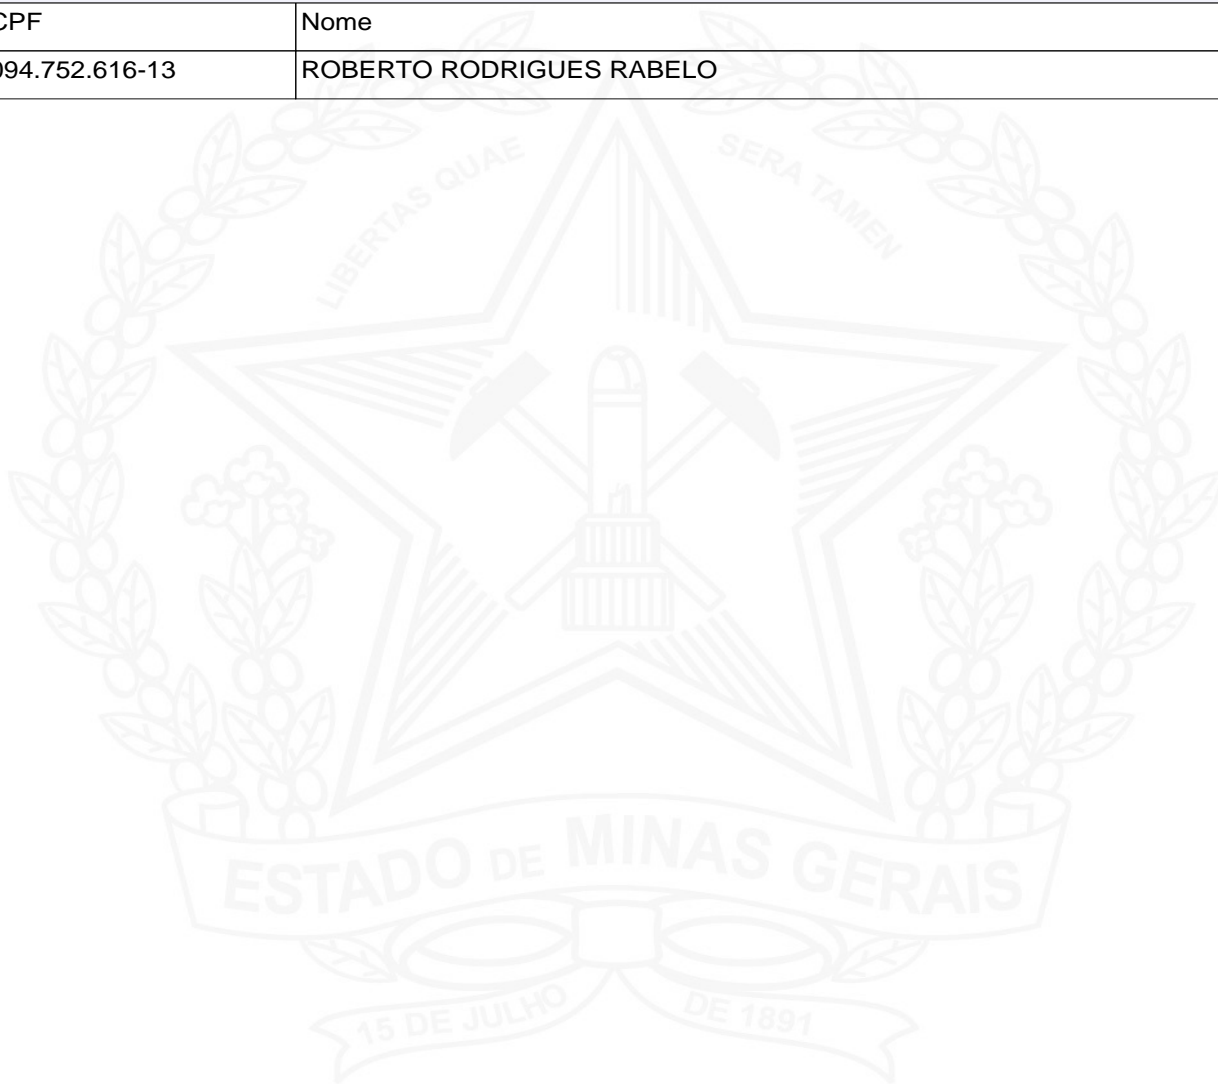 CPF Nome
094.752.616-13 ROBERTO RODRIGUES RABELO
LIBERTAS QUAE SERA TAMEN
ESTADO DE MINAS GERAIS
15 DE JULHO DE 1891